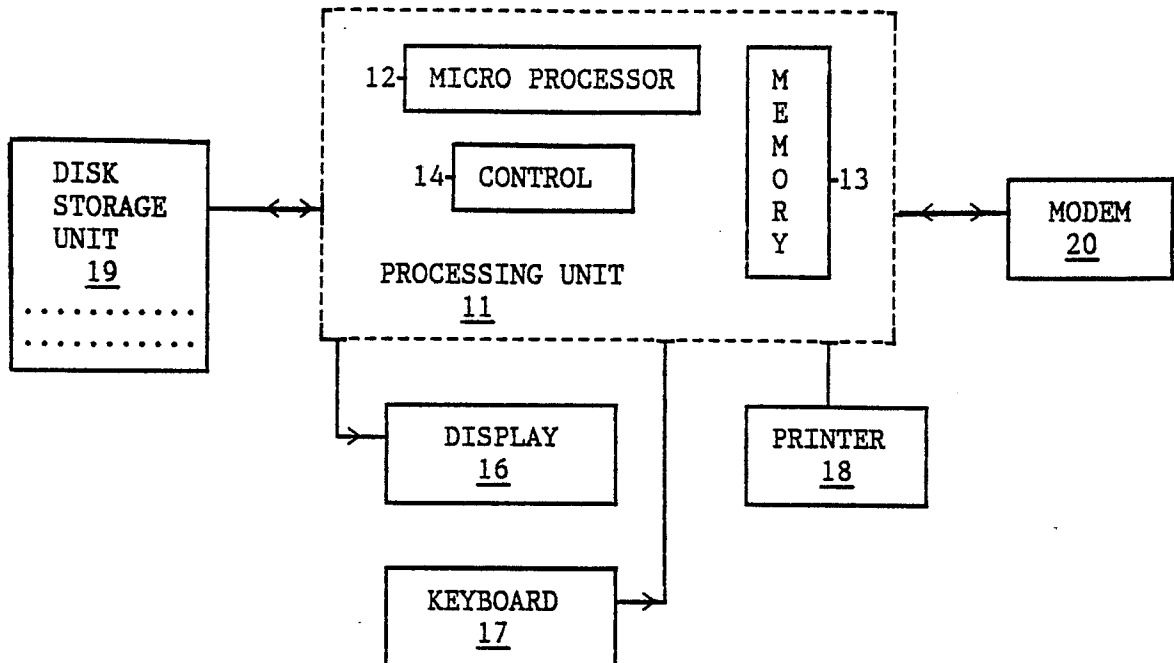 12
MICRO PROCESSOR
M
E
M
O
R
Y
13
14
CONTROL
PROCESSING UNIT
11
DISK
STORAGE
UNIT
19
MODEM
20
DISPLAY
16
PRINTER
18
KEYBOARD
17